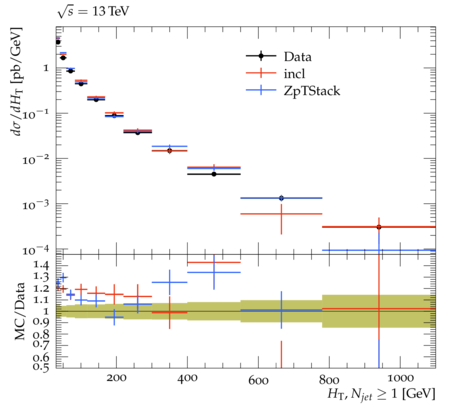 √s = 13 TeV
dσ/dH_T [pb/GeV]
1
10⁻¹
10⁻²
10⁻³
10⁻⁴
Data
incl
ZpTStack
MC/Data
1.4
1.3
1.2
1.1
1
0.9
0.8
0.7
0.6
0.5
200 400 600 800 1000
H_T, N_jet ≥ 1 [GeV]